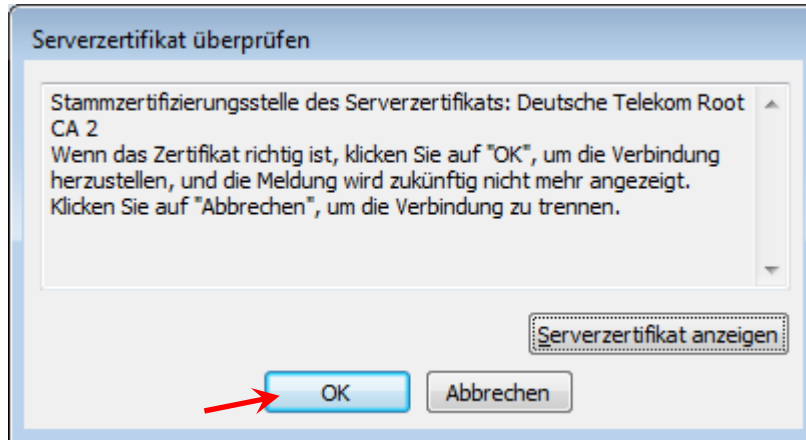 Serverzertifikat überprüfen
Stammzertifizierungsstelle des Serverzertifikats: Deutsche Telekom Root
CA 2
Wenn das Zertifikat richtig ist, klicken Sie auf "OK", um die Verbindung
herzustellen, und die Meldung wird zukünftig nicht mehr angezeigt.
Klicken Sie auf "Abbrechen", um die Verbindung zu trennen.
Serverzertifikat anzeigen
OK
Abbrechen